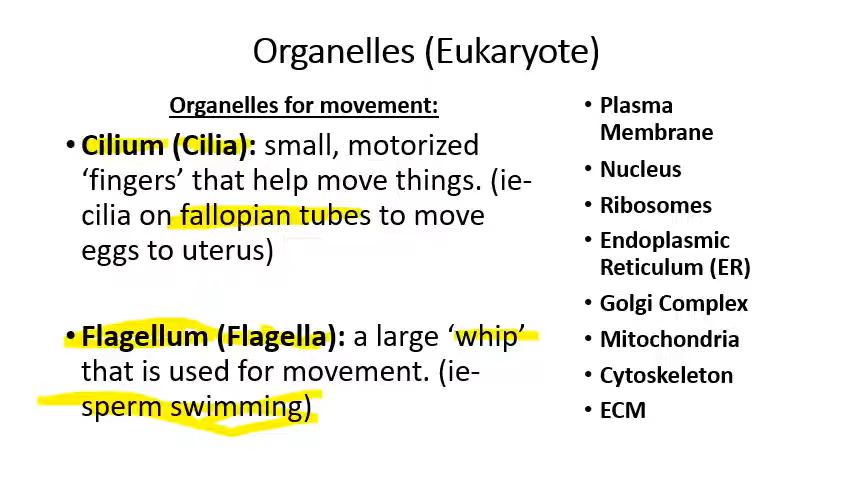 Organelles (Eukaryote)
Organelles for movement:
• Cilium (Cilia): small, motorized
‘fingers’ that help move things. (ie-
cilia on fallopian tubes to move
eggs to uterus)
• Flagellum (Flagella): a large ‘whip’
that is used for movement. (ie-
sperm swimming)
• Plasma
Membrane
• Nucleus
• Ribosomes
• Endoplasmic
Reticulum (ER)
• Golgi Complex
• Mitochondria
• Cytoskeleton
• ECM